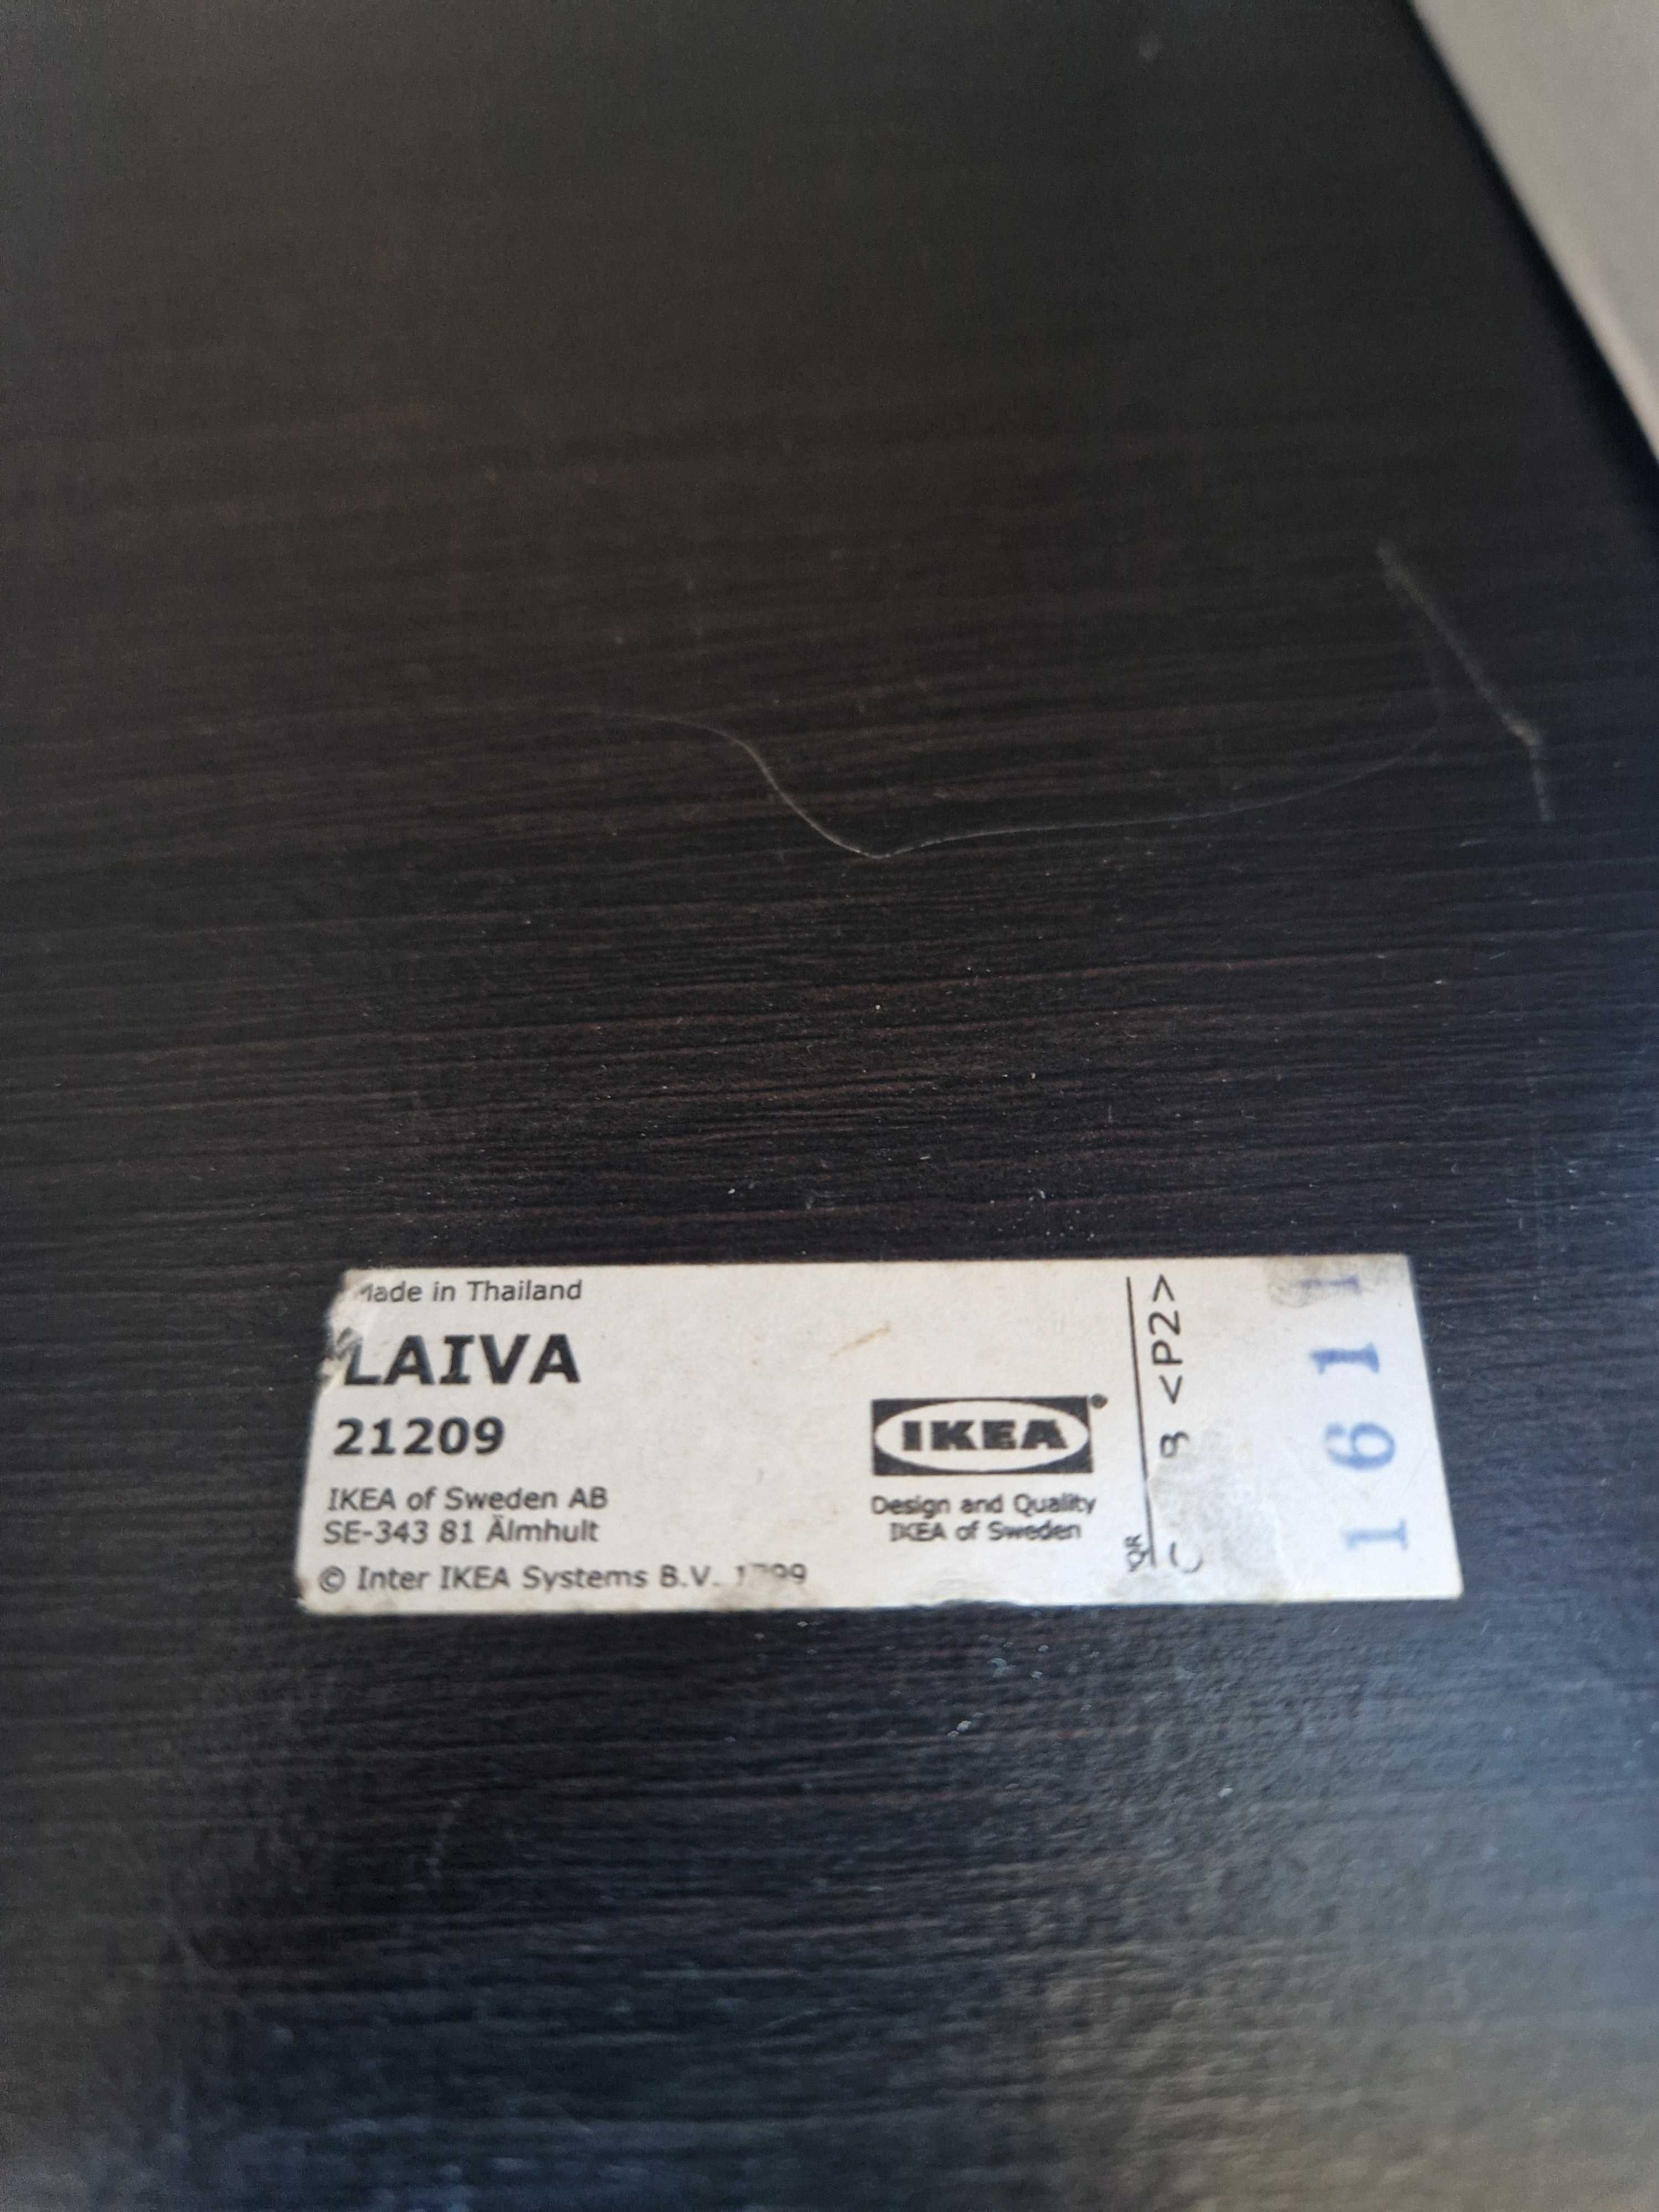 Made in Thailand
LAIVA
21209
IKEA of Sweden AB
SE-343 81 Älmhult
© Inter IKEA Systems B.V.
IKEA®
Design and Quality
IKEA of Sweden
B <P2>
1611